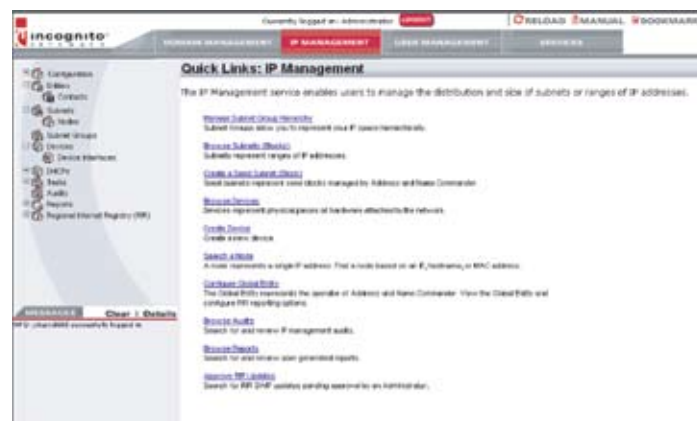 incognito
SOFTWARE
Currently logged in: Administrator LOGOUT
RELOAD MANUAL BOOKMARK
DOMAIN MANAGEMENT IP MANAGEMENT USER MANAGEMENT SERVICES
Configuration
Entities
Contacts
Subnets
Nodes
Subnet Groups
Devices
Device Interfaces
DHCPs
Tasks
Audits
Reports
Regional Internet Registry (RIR)
MESSAGES Clear | Details
successfully logged in
Quick Links: IP Management
The IP Management service enables users to manage the distribution and size of subnets or ranges of IP addresses.
Manage Subnet Group Hierarchy
Subnet Groups allow you to represent your IP space hierarchically.
Browse Subnets (Blocks)
Subnets represent ranges of IP addresses.
Create a Seed Subnet (Block)
Seed subnets represent seed blocks managed by Address and Name Commander.
Browse Devices
Devices represent physical pieces of hardware attached to the network.
Create Device
Create a new device
Search a Node
A node represents a single IP address. Find a node based on an IP, hostname, or MAC address.
Configure Global Entity
The Global Entity represents the operator of Address and Name Commander. View the Global Entity and
configure RIR reporting options.
Browse Audits
Search for and review IP management audits.
Browse Reports
Search for and review user generated reports.
Approve RIR Updates
Search for RIR SWIP updates pending approval by an Administrator.